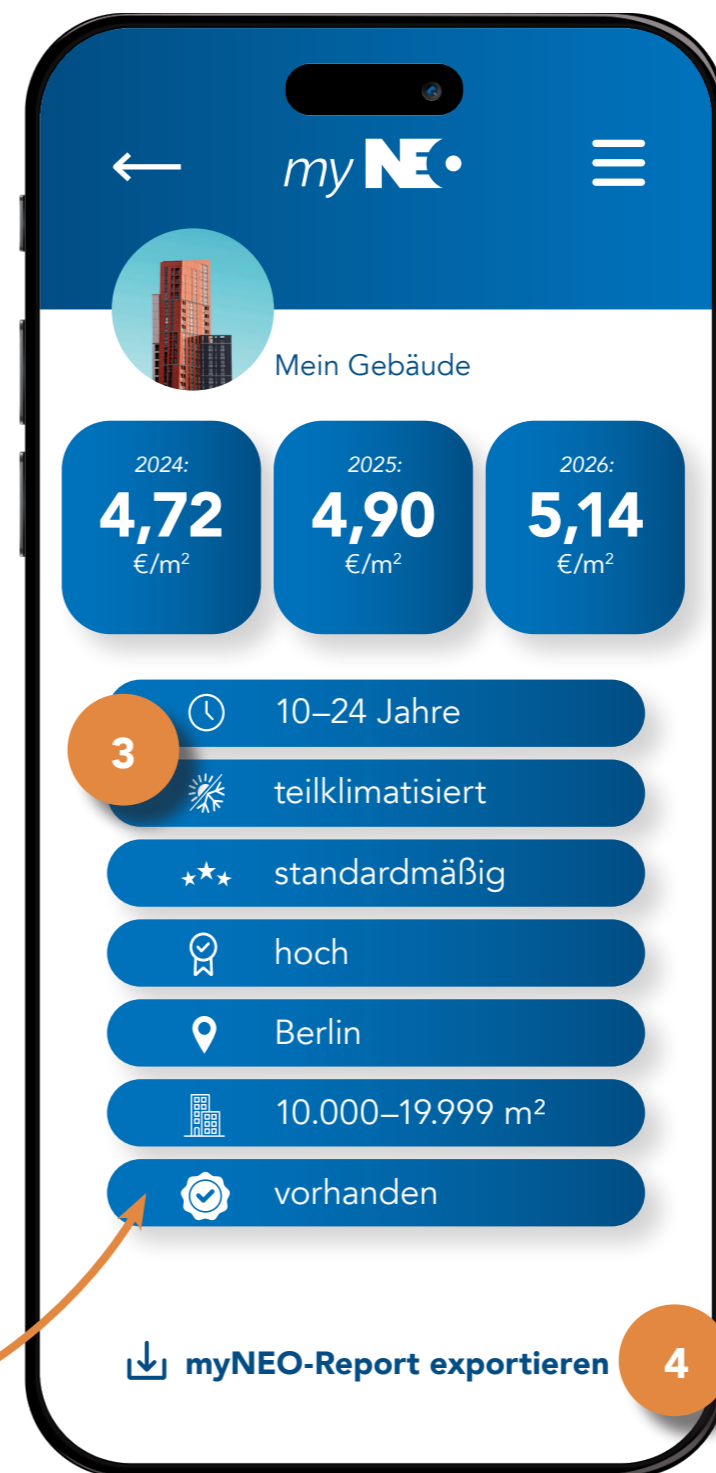 my NEO
Mein Gebäude
2024:
4,72
€/m²
2025:
4,90
€/m²
2026:
5,14
€/m²
3
10–24 Jahre
teilklimatisiert
standardmäßig
hoch
Berlin
10.000–19.999 m²
vorhanden
myNEO-Report exportieren
4